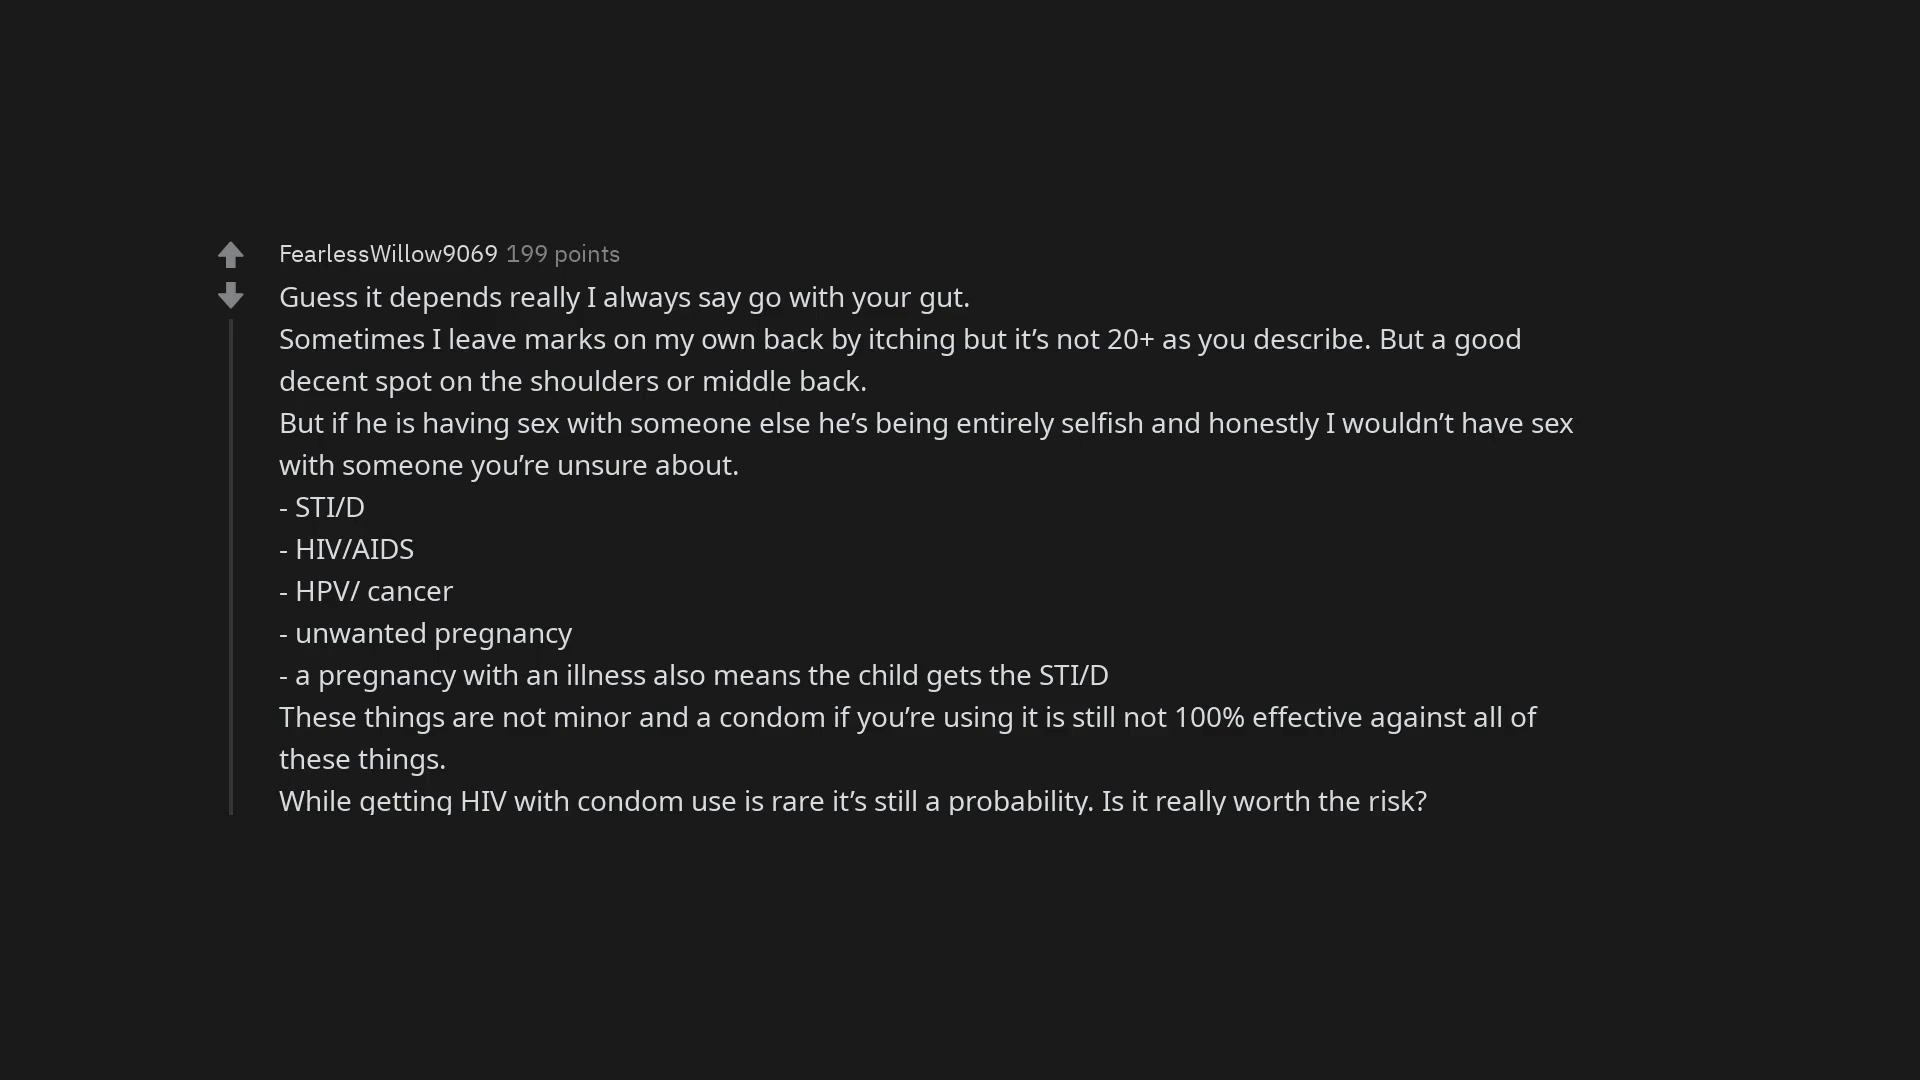 FearlessWillow9069 199 points
Guess it depends really I always say go with your gut.
Sometimes I leave marks on my own back by itching but it’s not 20+ as you describe. But a good
decent spot on the shoulders or middle back.
But if he is having sex with someone else he’s being entirely selfish and honestly I wouldn’t have sex
with someone you’re unsure about.
- STI/D
- HIV/AIDS
- HPV/ cancer
- unwanted pregnancy
- a pregnancy with an illness also means the child gets the STI/D
These things are not minor and a condom if you’re using it is still not 100% effective against all of
these things.
While getting HIV with condom use is rare it’s still a probability. Is it really worth the risk?